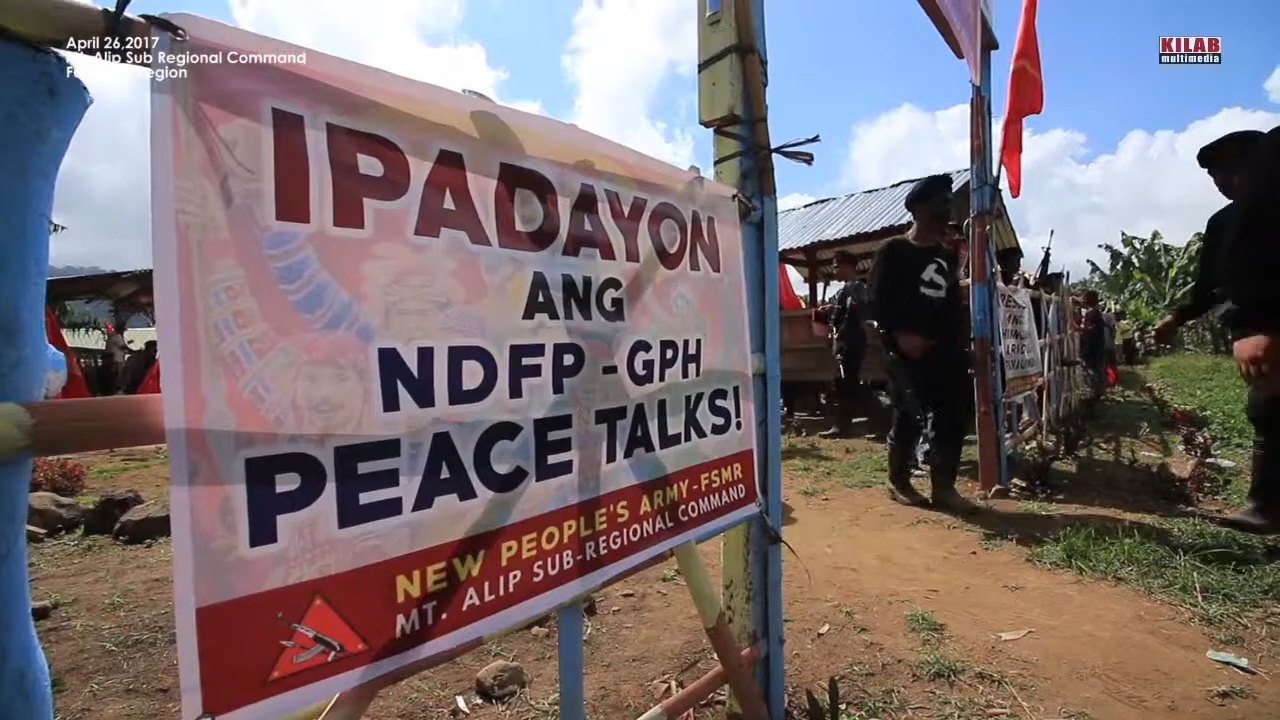 April 26,2017
Mt. Alip Sub Regional Command
Region
KILAB
multimedia
IPADAYON
ANG
NDFP - GPH
PEACE TALKS!
NEW PEOPLE'S ARMY-FSMR
MT. ALIP SUB-REGIONAL COMMAND